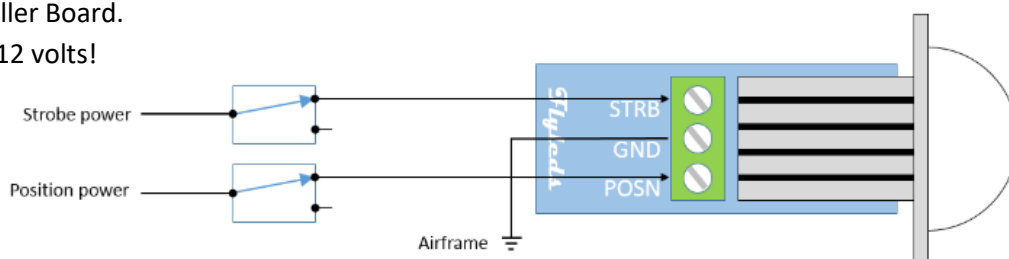 ller Board.
12 volts!
Strobe power
Position power
Airframe
Flyleds
STRB
GND
POSN